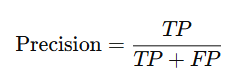 Precision = TP / (TP + FP)